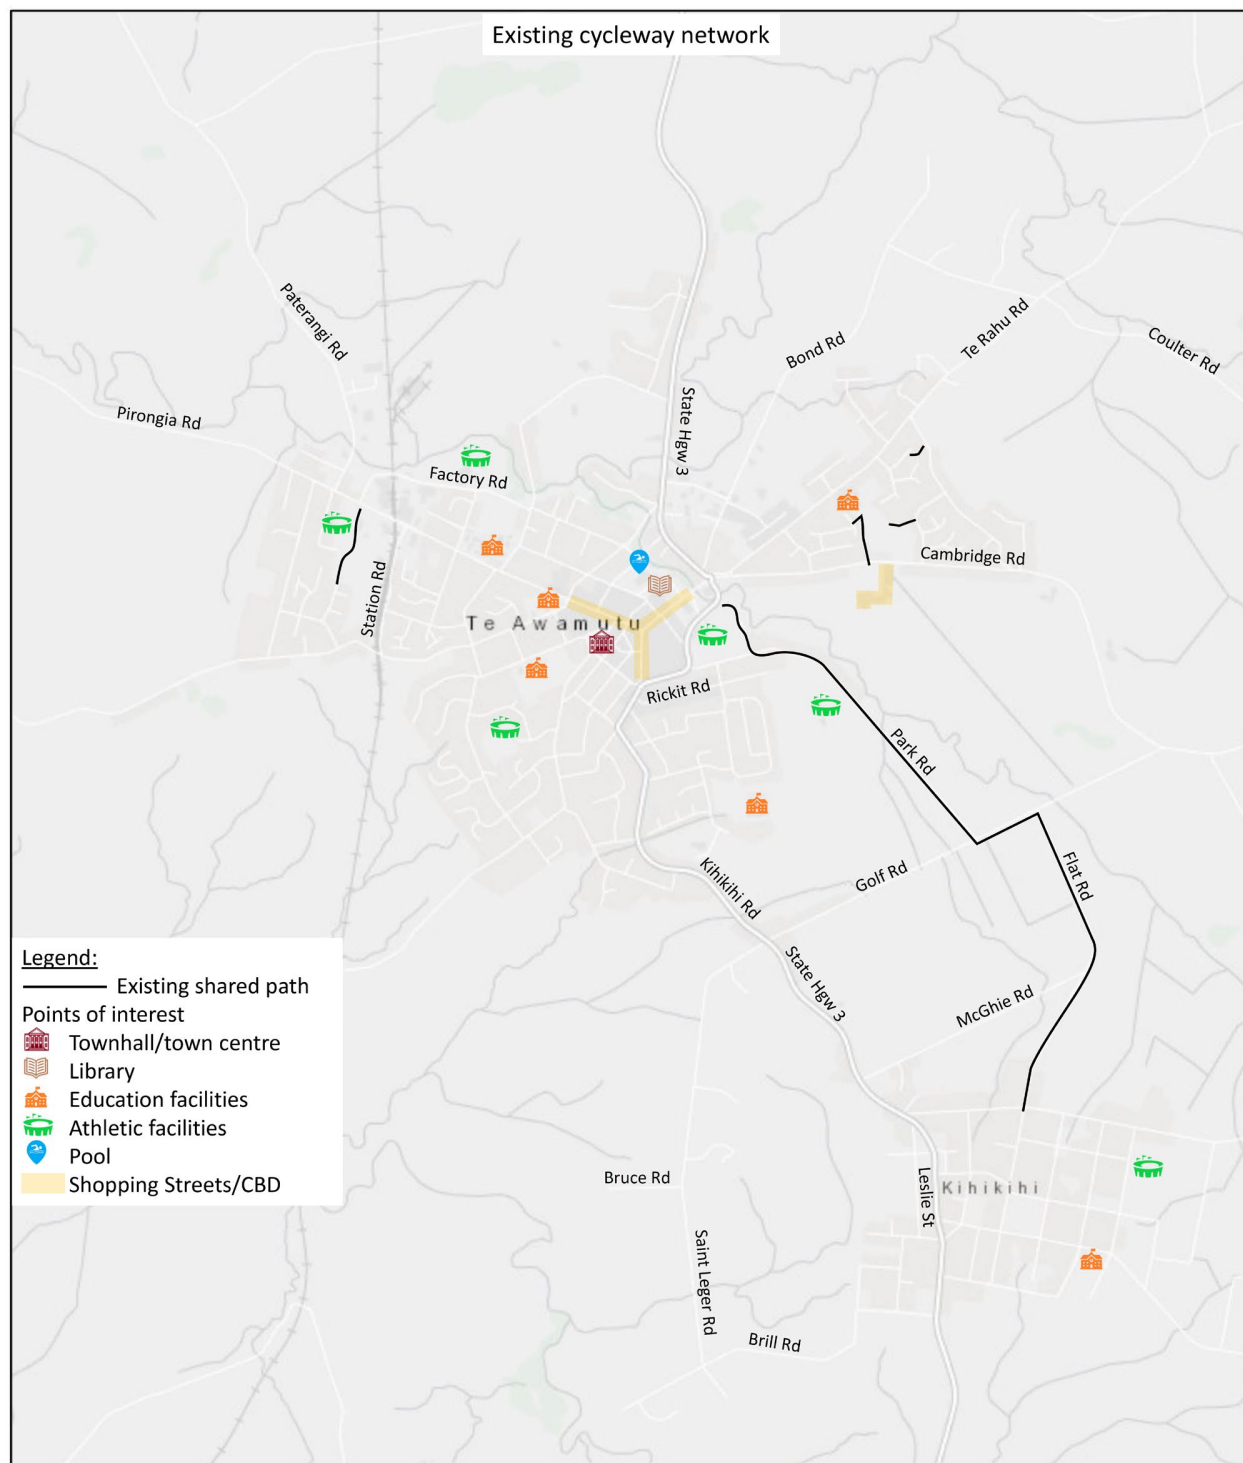 Existing cycleway network
Paterangi Rd
Te Rahu Rd
Bond Rd
Coulter Rd
Pirongia Rd
State Hgw 3
Factory Rd
Cambridge Rd
Station Rd
Te Awamutu
Rickit Rd
Park Rd
Kihikihi Rd
Golf Rd
Flat Rd
State Hgw 3
McGhie Rd
Legend:
Existing shared path
Points of interest
Townhall/town centre
Library
Education facilities
Athletic facilities
Pool
Shopping Streets/CBD
Bruce Rd
Leslie St
Kihikihi
Saint Leger Rd
Brill Rd